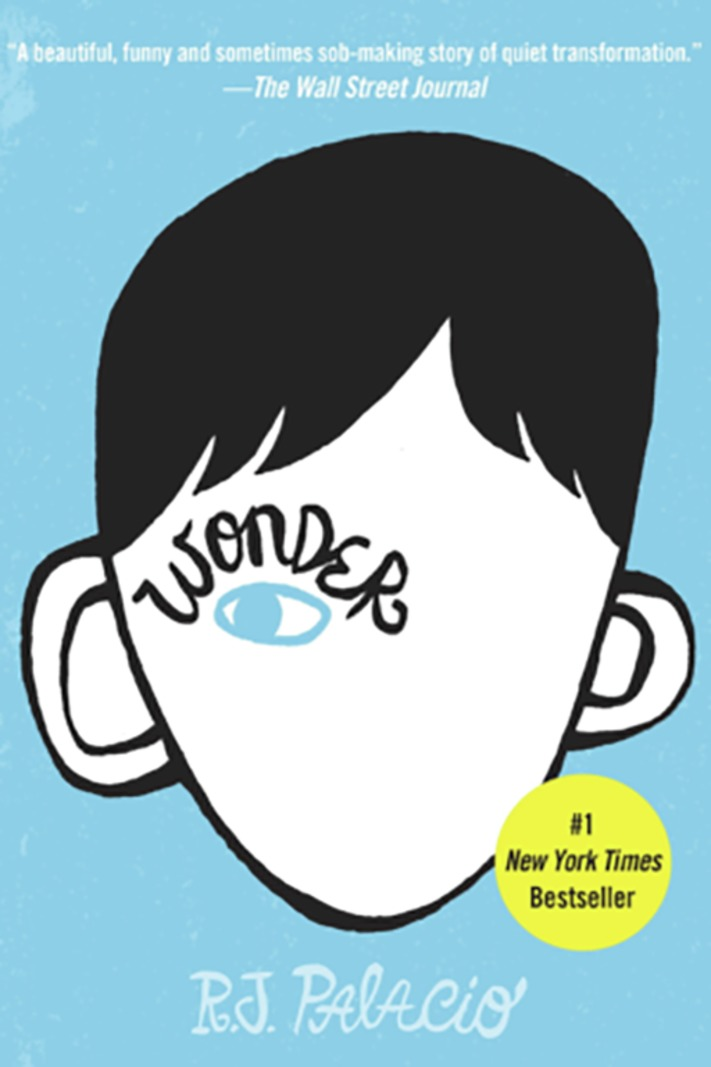 "A beautiful, funny and sometimes sob-making story of quiet transformation."
—The Wall Street Journal
WONDER
#1
New York Times
Bestseller
R.J. PALACIO